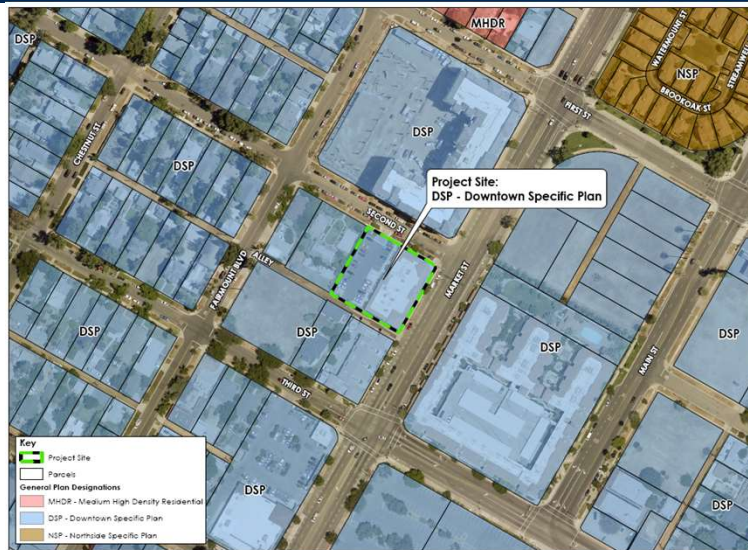 DSP
MHDR
WATERMOUNT ST
STREAMW
NSP
BROOKOAK ST
FIRST ST
CHESTNUT ST
DSP
DSP
Project Site:
DSP - Downtown Specific Plan
SECOND ST
ALLEY
FAIRMOUNT BLVD
MARKET ST
DSP
DSP
DSP
DSP
MAIN ST
THIRD ST
DSP
DSP
Key
Project Site
Parcels
General Plan Designations
MHDR - Medium High Density Residential
DSP - Downtown Specific Plan
NSP - Northside Specific Plan